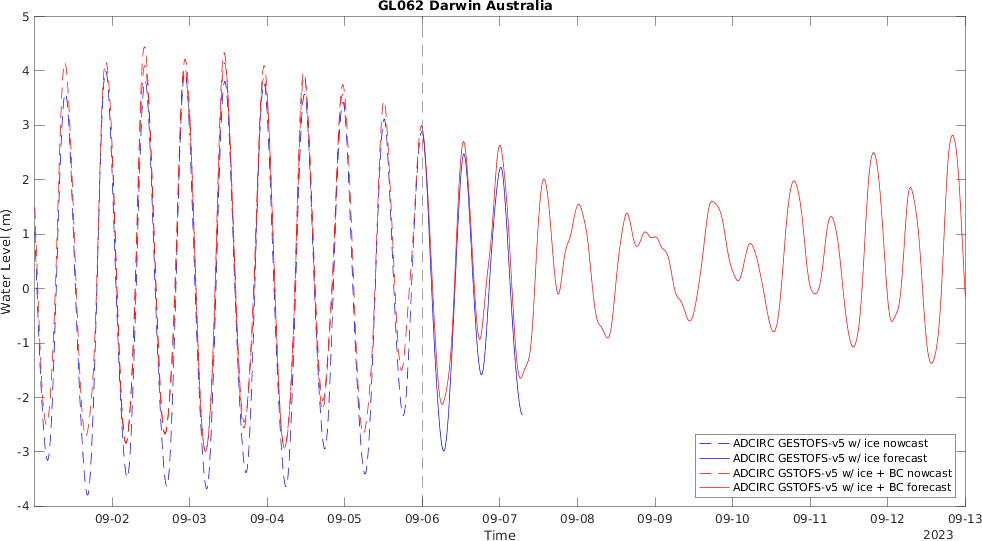 GL062 Darwin Australia
5
4
3
2
1
0
-1
-2
-3
-4
Water Level (m)
ADCIRC GESTOFS-v5 w/ ice nowcast
ADCIRC GESTOFS-v5 w/ ice forecast
ADCIRC GSTOFS-v5 w/ ice + BC nowcast
ADCIRC GSTOFS-v5 w/ ice + BC forecast
09-02 09-03 09-04 09-05 09-06 09-07 09-08 09-09 09-10 09-11 09-12 09-13
Time
2023